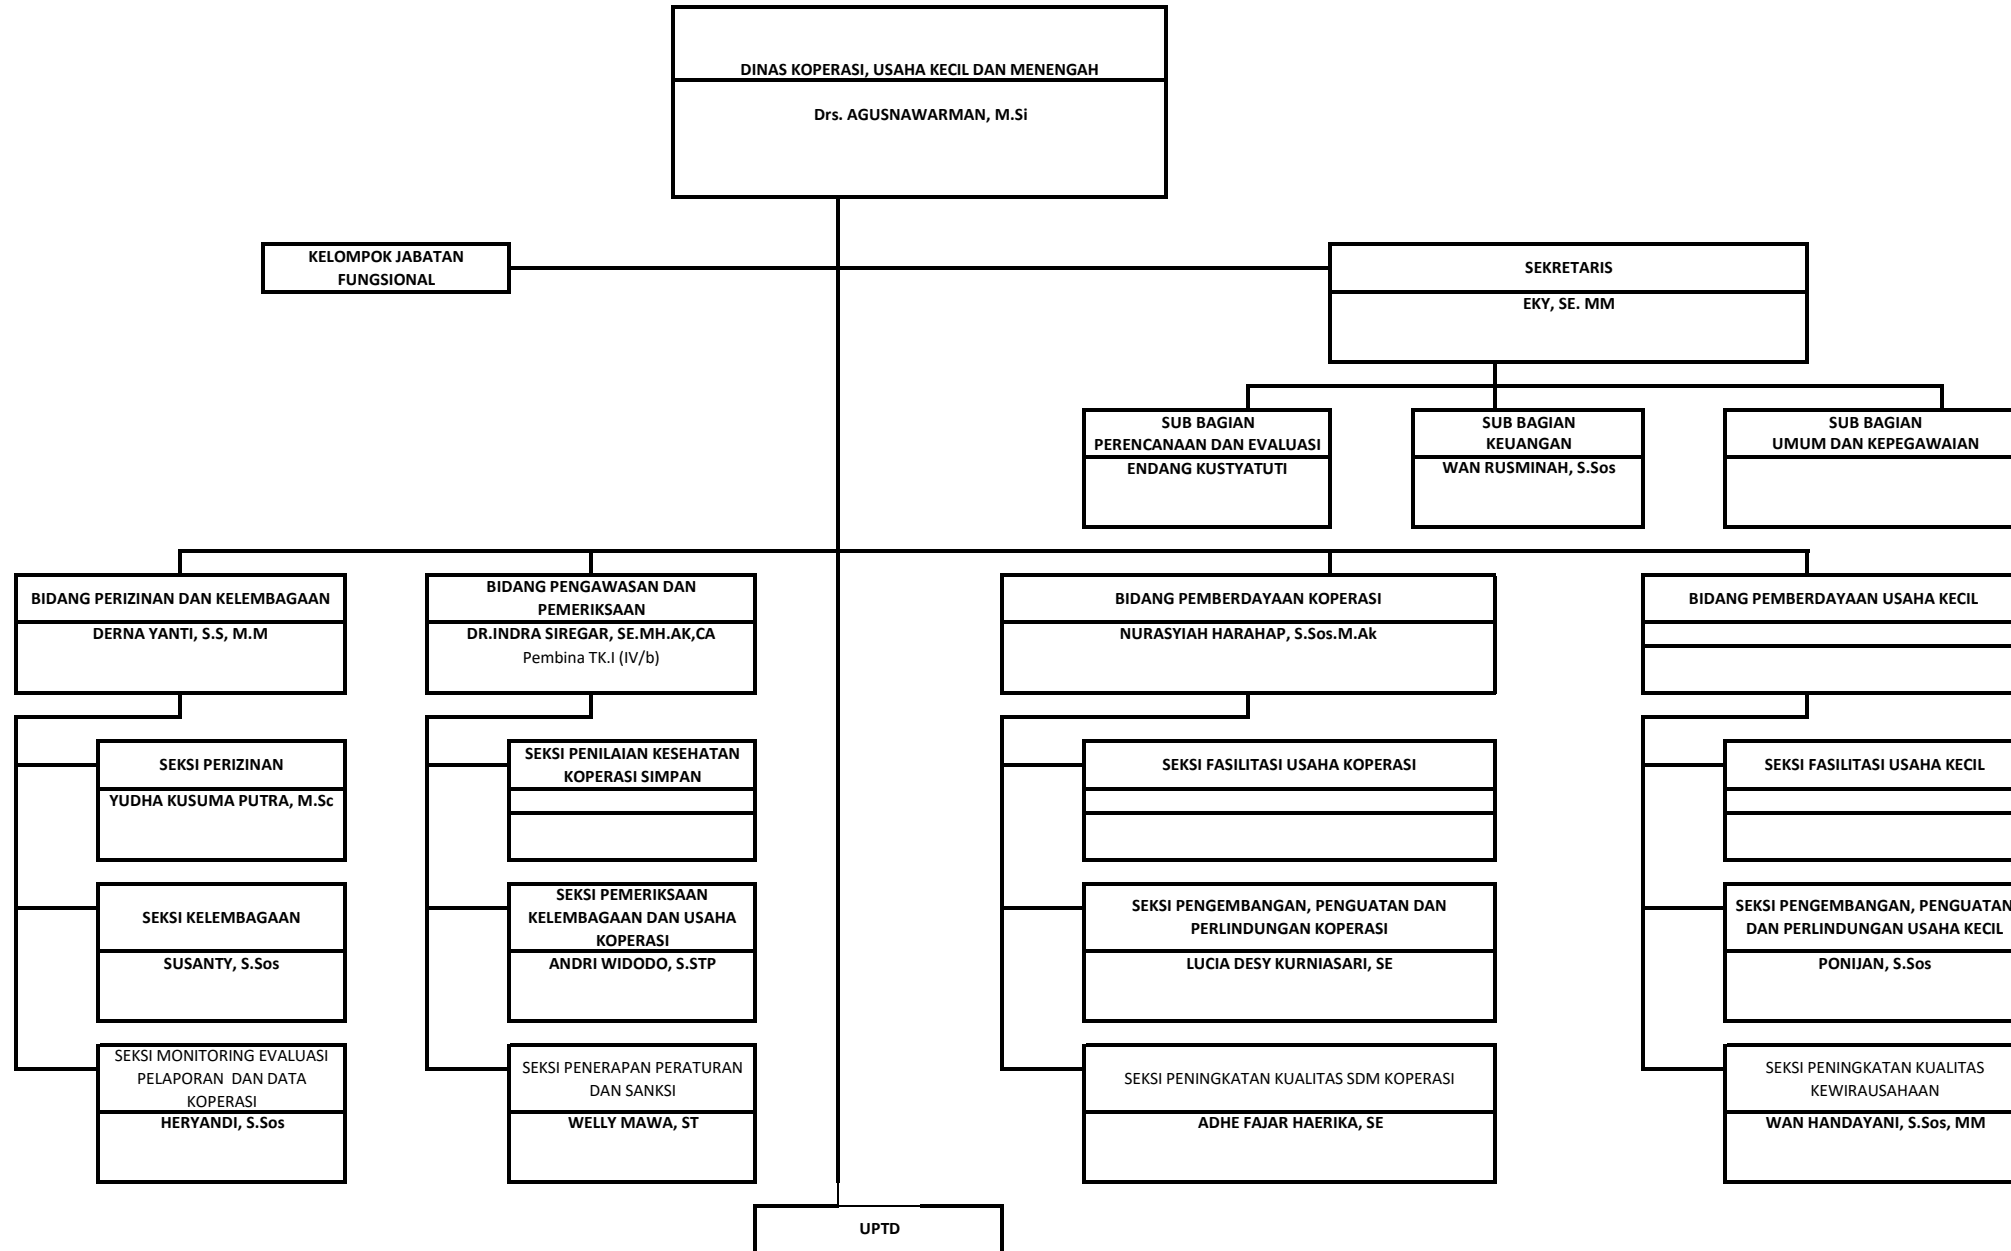 DINAS KOPERASI, USAHA KECIL DAN MENENGAH
Drs. AGUSNAWARMAN, M.Si
KELOMPOK JABATAN
FUNGSIONAL
SEKRETARIS
EKY, SE. MM
SUB BAGIAN
PERENCANAAN DAN EVALUASI
ENDANG KUSTYATUTI
SUB BAGIAN
KEUANGAN
WAN RUSMINAH, S.Sos
SUB BAGIAN
UMUM DAN KEPEGAWAIAN
BIDANG PERIZINAN DAN KELEMBAGAAN
DERNA YANTI, S.S, M.M
BIDANG PENGAWASAN DAN
PEMERIKSAAN
DR.INDRA SIREGAR, SE.MH.AK,CA
Pembina TK.I (IV/b)
BIDANG PEMBERDAYAAN KOPERASI
NURASYIAH HARAHAP, S.Sos.M.Ak
BIDANG PEMBERDAYAAN USAHA KECIL
SEKSI PERIZINAN
YUDHA KUSUMA PUTRA, M.Sc
SEKSI PENILAIAN KESEHATAN
KOPERASI SIMPAN
SEKSI FASILITASI USAHA KOPERASI
SEKSI FASILITASI USAHA KECIL
SEKSI KELEMBAGAAN
SUSANTY, S.Sos
SEKSI PEMERIKSAAN
KELEMBAGAAN DAN USAHA
KOPERASI
ANDRI WIDODO, S.STP
SEKSI PENGEMBANGAN, PENGUATAN DAN
PERLINDUNGAN KOPERASI
LUCIA DESY KURNIASARI, SE
SEKSI PENGEMBANGAN, PENGUATAN
DAN PERLINDUNGAN USAHA KECIL
PONIJAN, S.Sos
SEKSI MONITORING EVALUASI
PELAPORAN DAN DATA
KOPERASI
HERYANDI, S.Sos
SEKSI PENERAPAN PERATURAN
DAN SANKSI
WELLY MAWA, ST
SEKSI PENINGKATAN KUALITAS SDM KOPERASI
ADHE FAJAR HAERIKA, SE
SEKSI PENINGKATAN KUALITAS
KEWIRAUSAHAAN
WAN HANDAYANI, S.Sos, MM
UPTD